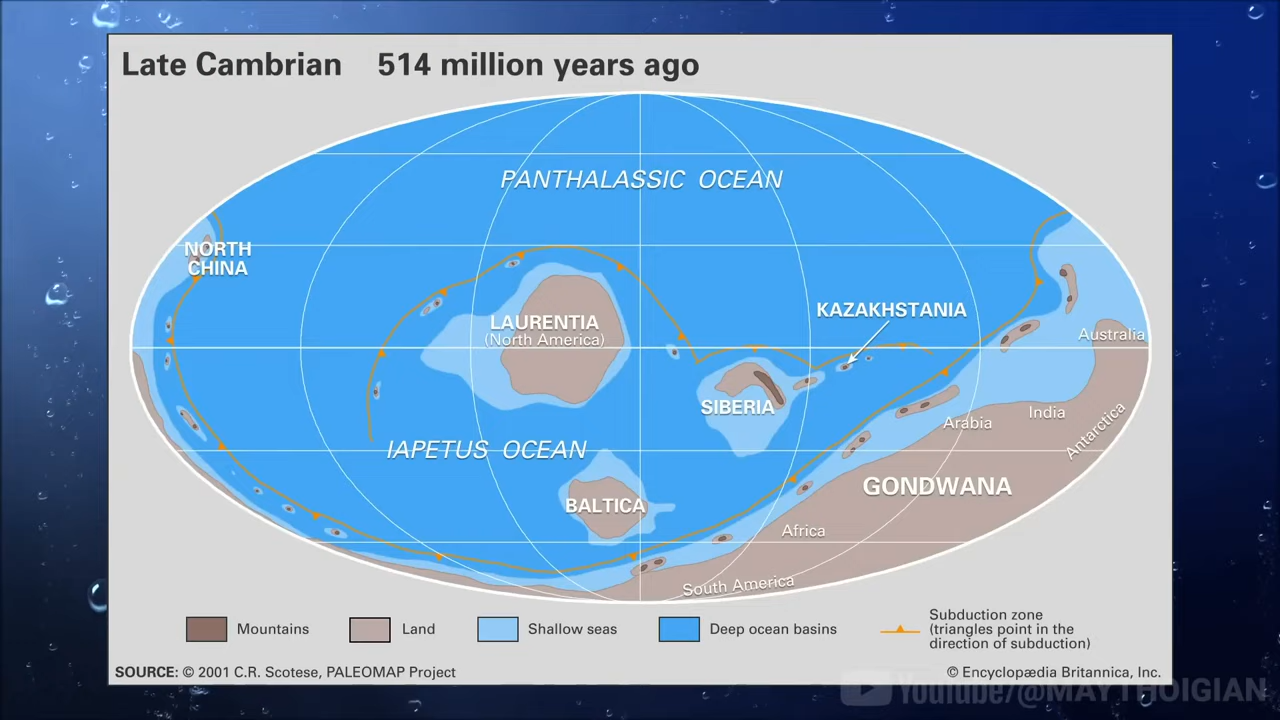 Late Cambrian 514 million years ago
PANTHALASSIC OCEAN
NORTH
CHINA
LAURENTIA
(North America)
KAZAKHSTANIA
Australia
SIBERIA
India
Arabia
Antarctica
IAPETUS OCEAN
GONDWANA
BALTICA
Africa
South America
Mountains
Land
Shallow seas
Deep ocean basins
Subduction zone
(triangles point in the
direction of subduction)
SOURCE: © 2001 C.R. Scotese, PALEOMAP Project
© Encyclopædia Britannica, Inc.
Youtube/@MAYTHOIGIAN